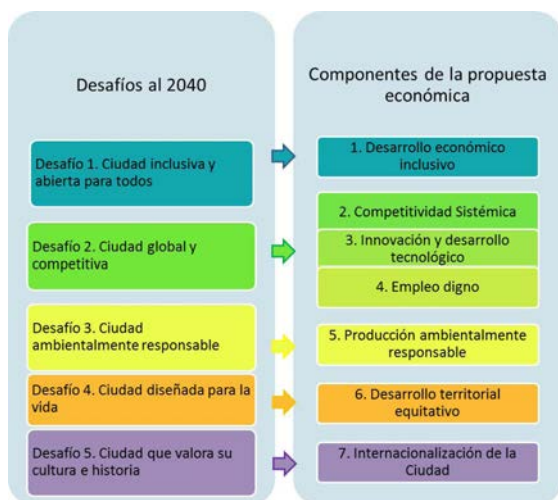 Desafíos al 2040
Desafío 1. Ciudad inclusiva y
abierta para todos
Desafío 2. Ciudad global y
competitiva
Desafío 3. Ciudad
ambientalmente responsable
Desafío 4. Ciudad diseñada para la
vida
Desafío 5. Ciudad que valora su
cultura e historia
Componentes de la propuesta
económica
1. Desarrollo económico
inclusivo
2. Competitividad Sistémica
3. Innovación y desarrollo
tecnológico
4. Empleo digno
5. Producción ambientalmente
responsable
6. Desarrollo territorial
equitativo
7. Internacionalización de la
Ciudad